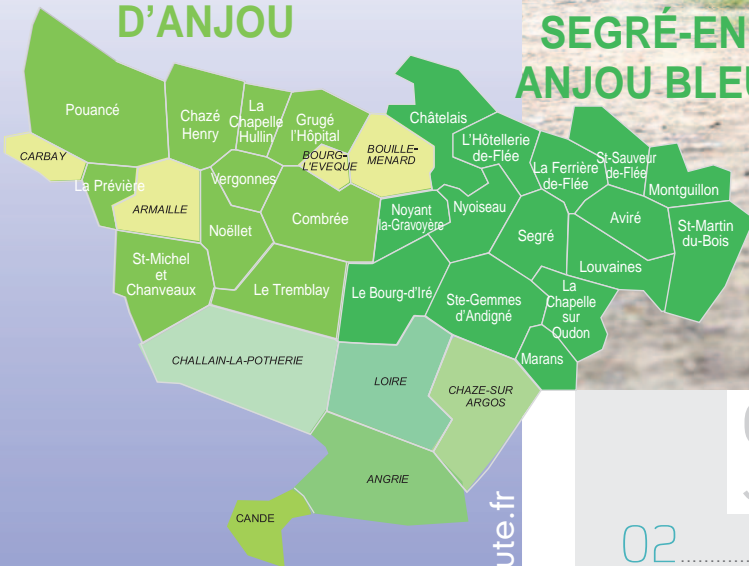 D'ANJOU
SEGRÉ-EN
ANJOU BLEU
Pouancé
Chazé
Henry
La
Chapelle
Hullin
Grugé
l'Hôpital
Châtelais
L'Hôtellerie
de-Flée
La Ferrière
de-Flée
St-Sauveur
de-Flée
Montguillon
CARBAY
La Prévière
ARMAILLE
Vergonnes
BOURG-
L'EVEQUE
BOUILLE-
MENARD
Noëllet
Combrée
Noyant
la-Gravoyère
Nyoiseau
Segré
Aviré
St-Martin
du-Bois
Louvaines
St-Michel
et
Chanveaux
Le Tremblay
Le Bourg-d'Iré
Ste-Gemmes
d'Andigné
La
Chapelle
sur
Oudon
Marans
CHALLAIN-LA-POTHERIE
LOIRE
CHAZE-SUR
ARGOS
ANGRIE
CANDE
ute.fr
02